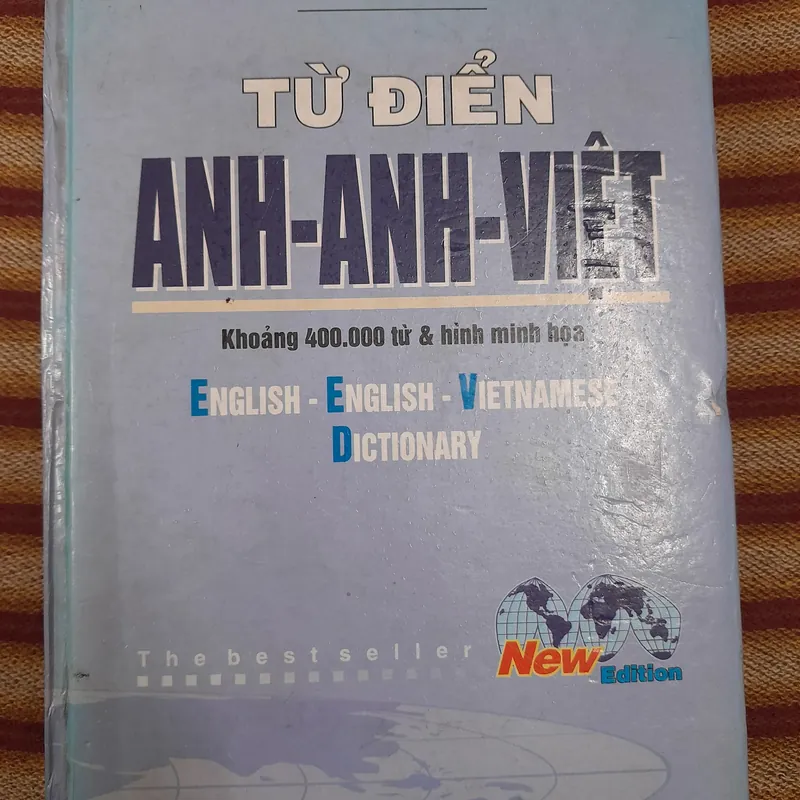 TỪ ĐIỂN
ANH-ANH-VIỆT
Khoảng 400.000 từ & hình minh họa
ENGLISH - ENGLISH - VIETNAMESE
DICTIONARY
The best seller
New
Edition